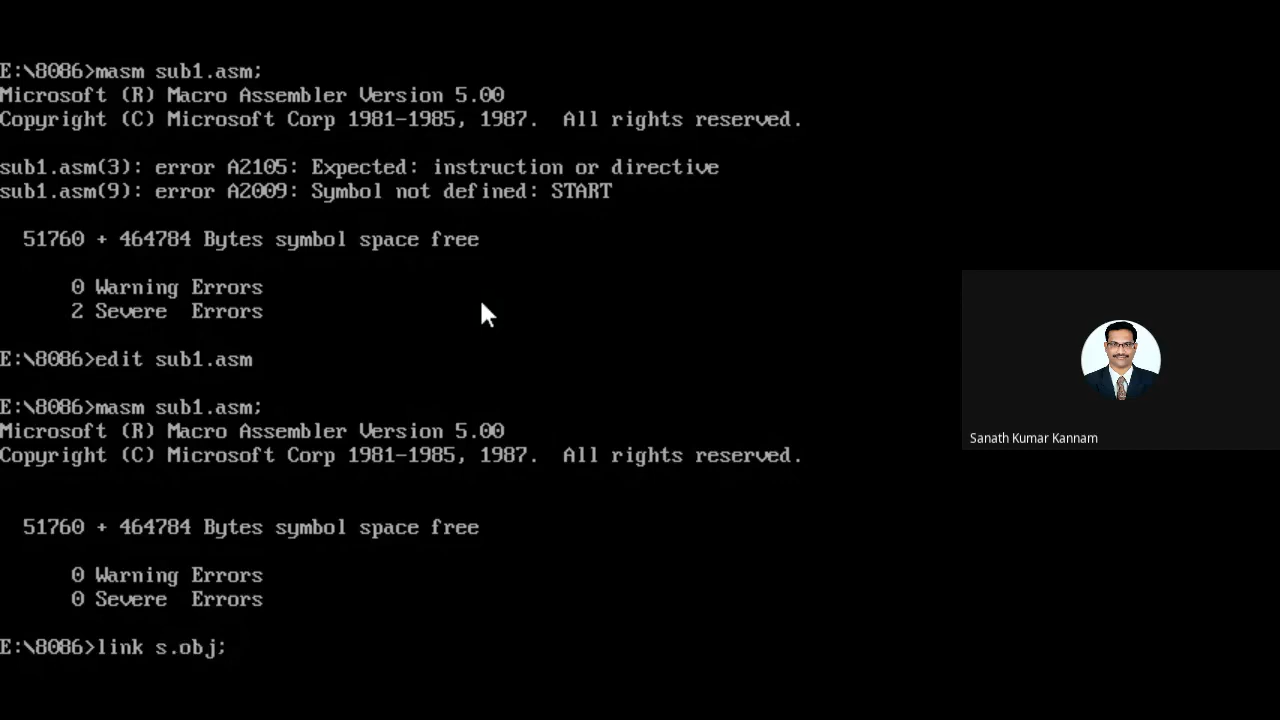 E:\8086>masm sub1.asm;
Microsoft (R) Macro Assembler Version 5.00
Copyright (C) Microsoft Corp 1981-1985, 1987.  All rights reserved.
sub1.asm(3): error A2105: Expected: instruction or directive
sub1.asm(9): error A2009: Symbol not defined: START
51760 + 464784 Bytes symbol space free
0 Warning Errors
2 Severe  Errors
E:\8086>edit sub1.asm
E:\8086>masm sub1.asm;
Microsoft (R) Macro Assembler Version 5.00
Copyright (C) Microsoft Corp 1981-1985, 1987.  All rights reserved.
51760 + 464784 Bytes symbol space free
0 Warning Errors
0 Severe  Errors
E:\8086>link s.obj;
Sanath Kumar Kannam